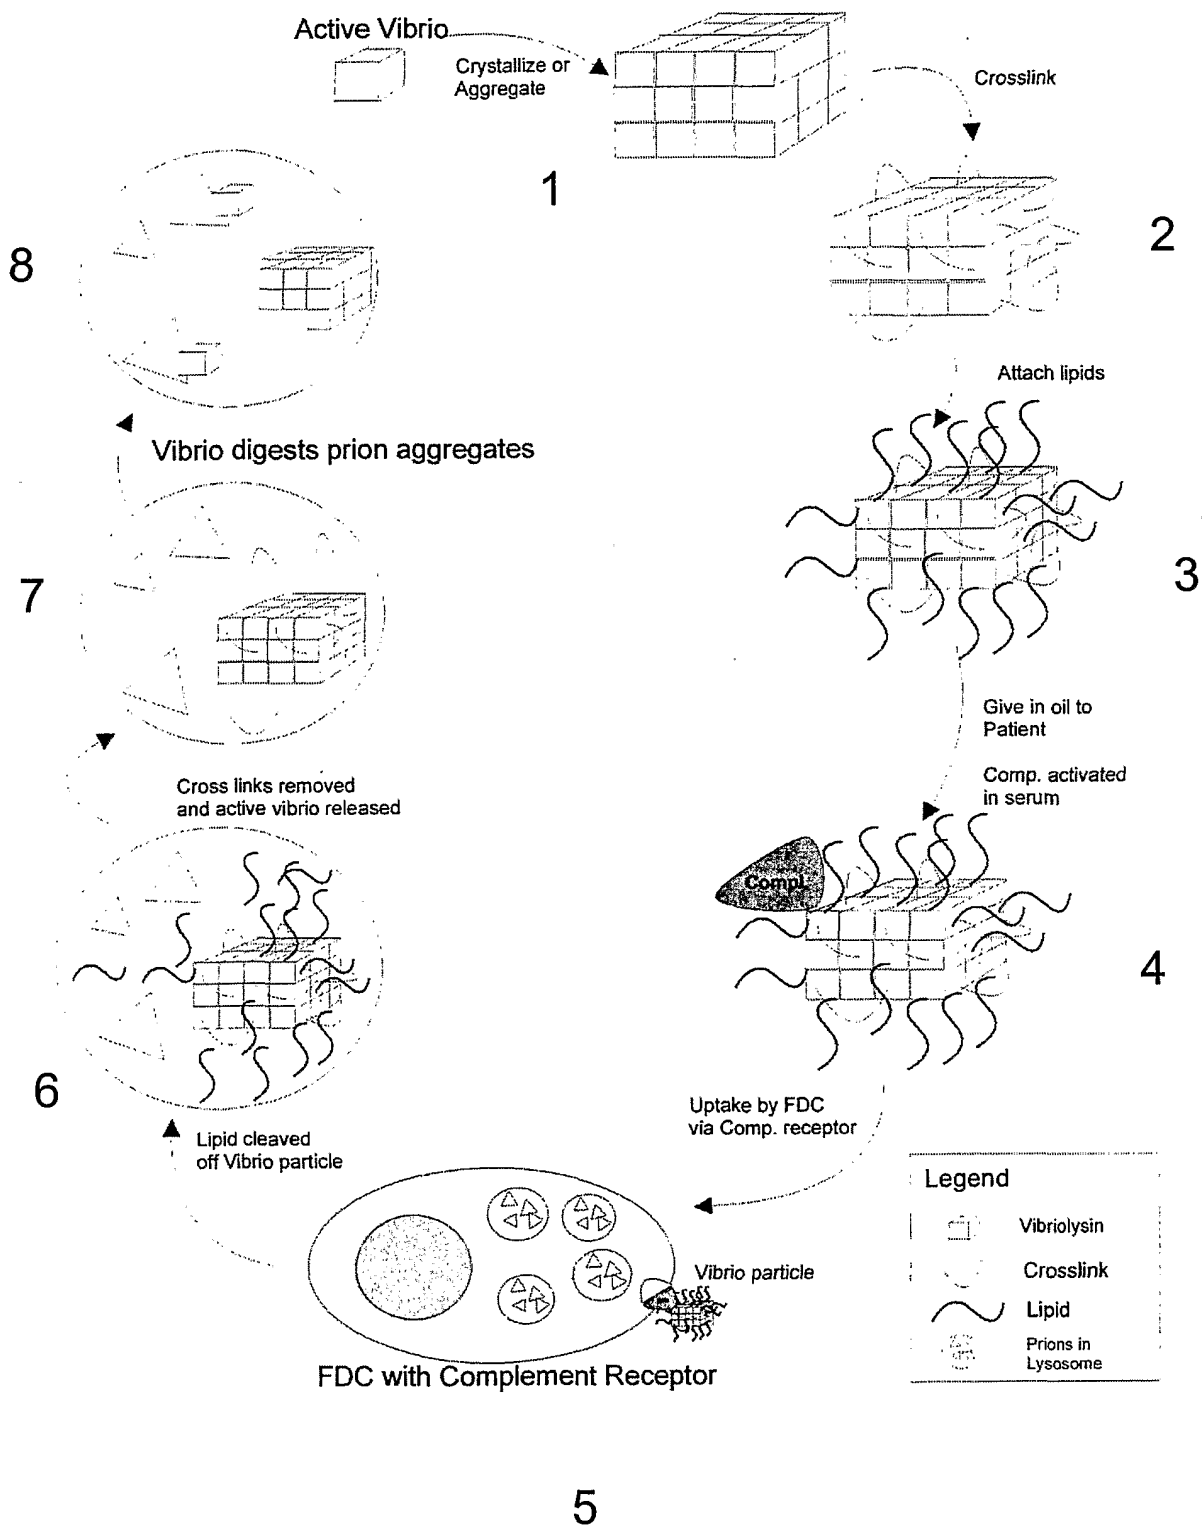 Active Vibrio
Crystallize or
Aggregate
Crosslink
1
2
Attach lipids
3
Give in oil to
Patient
Comp. activated
in serum
Compl.
4
Uptake by FDC
via Comp. receptor
Vibrio particle
FDC with Complement Receptor
5
Lipid cleaved
off Vibrio particle
6
Cross links removed
and active vibrio released
7
Vibrio digests prion aggregates
8
Legend
Vibriolysin
Crosslink
Lipid
Prions in
Lysosome